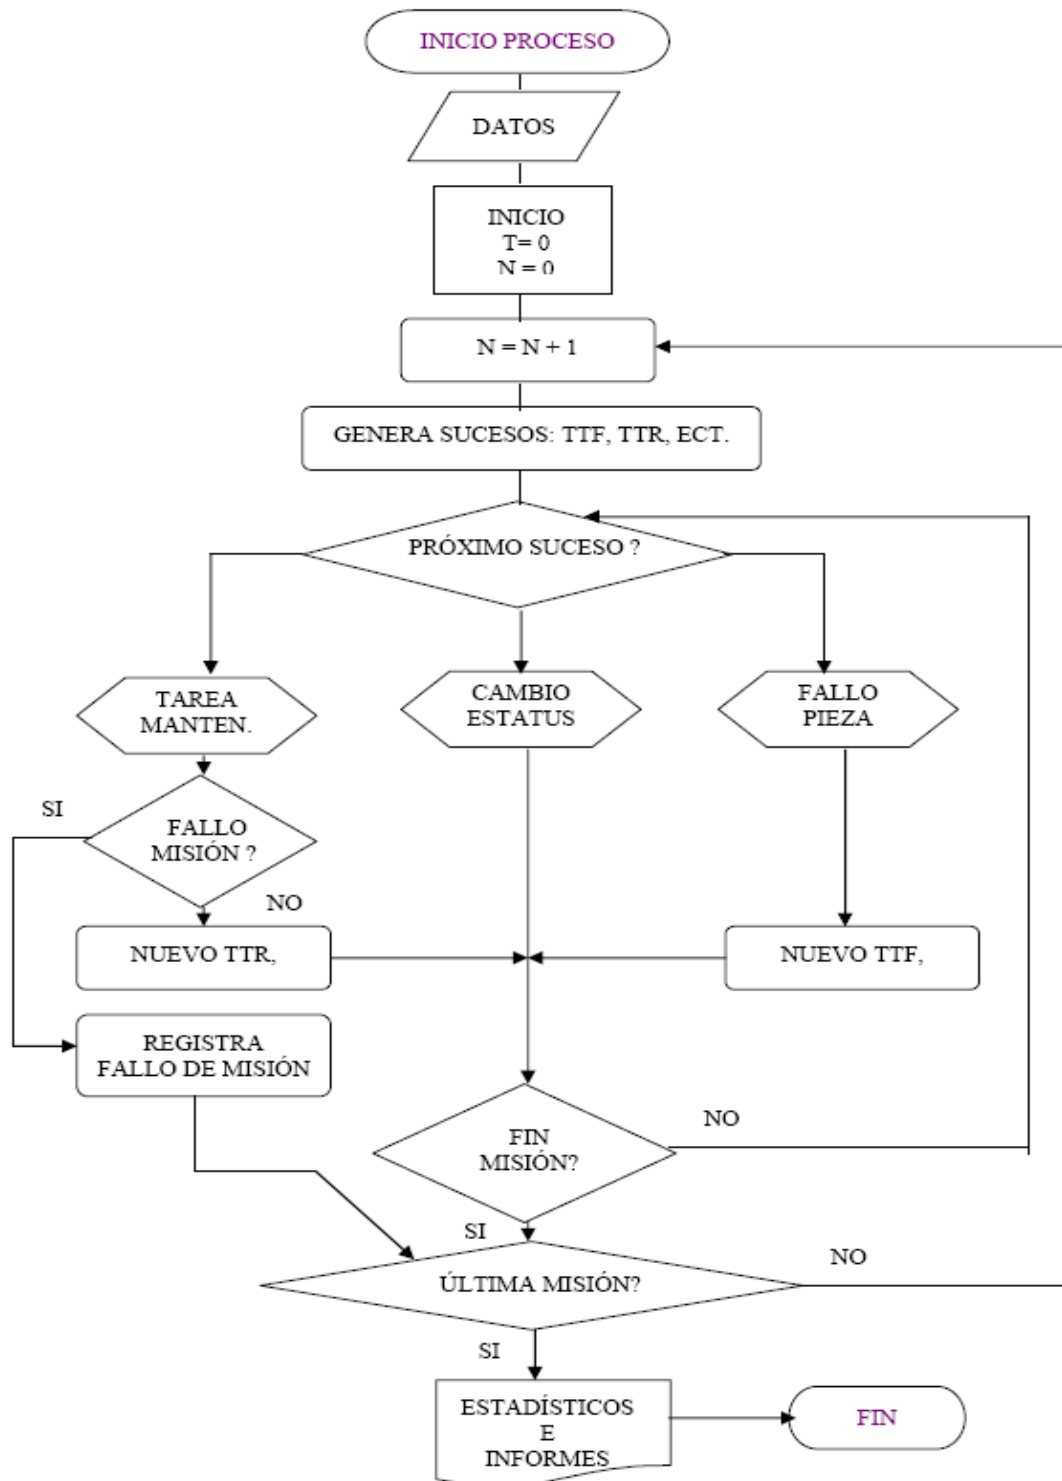 INICIO PROCESO
DATOS
INICIO
T= 0
N = 0
N = N + 1
GENERA SUCESOS: TTF, TTR, ECT.
PRÓXIMO SUCESO ?
TAREA
MANTEN.
CAMBIO
ESTATUS
FALLO
PIEZA
SI
FALLO
MISIÓN ?
NO
NUEVO TTR,
NUEVO TTF,
REGISTRA
FALLO DE MISIÓN
FIN
MISIÓN?
NO
SI
ÚLTIMA MISIÓN?
NO
SI
ESTADÍSTICOS
E
INFORMES
FIN